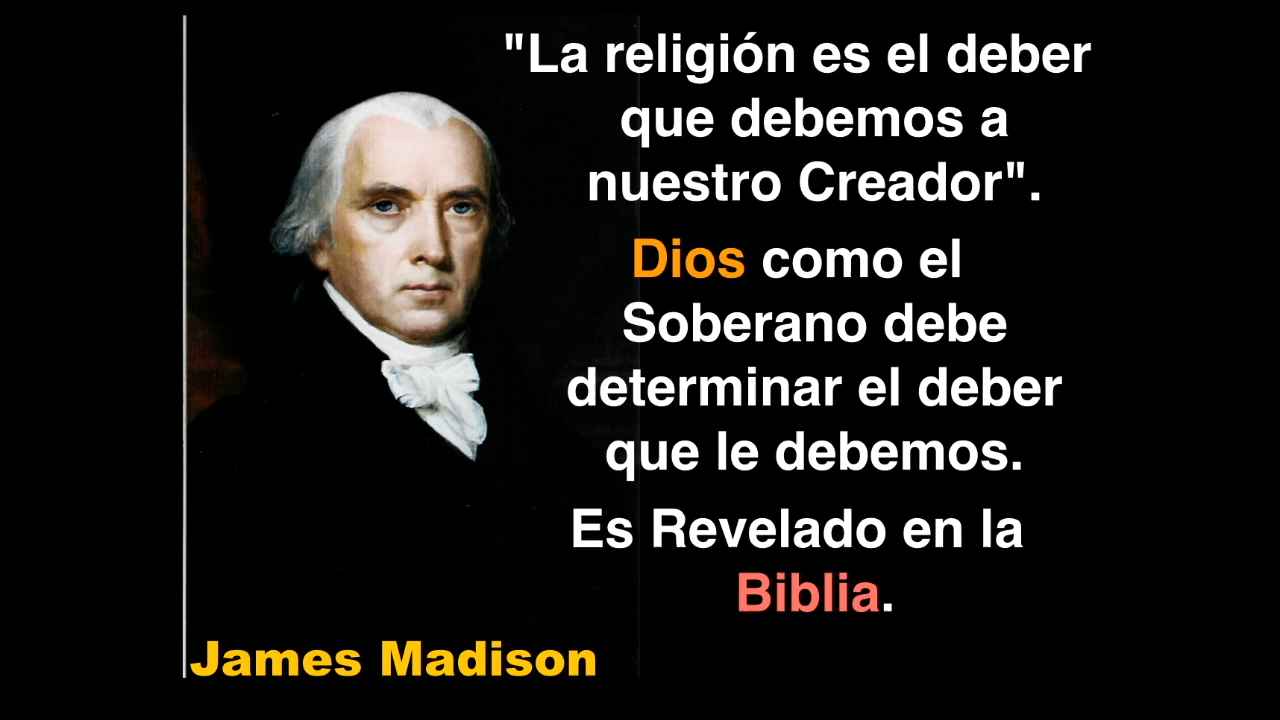 "La religión es el deber
que debemos a
nuestro Creador".
Dios como el
Soberano debe
determinar el deber
que le debemos.
Es Revelado en la
Biblia.
James Madison